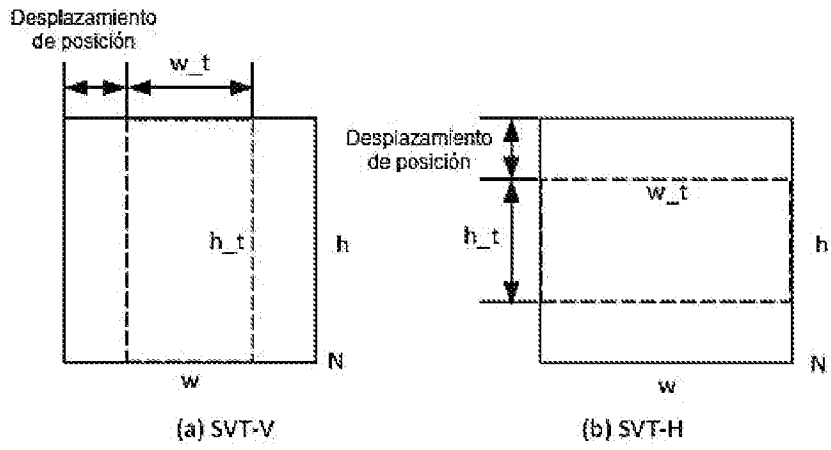 Desplazamiento
de posición
w_t
h_t
h
N
w
(a) SVT-V
Desplazamiento
de posición
w_t
h_t
h
N
w
(b) SVT-H